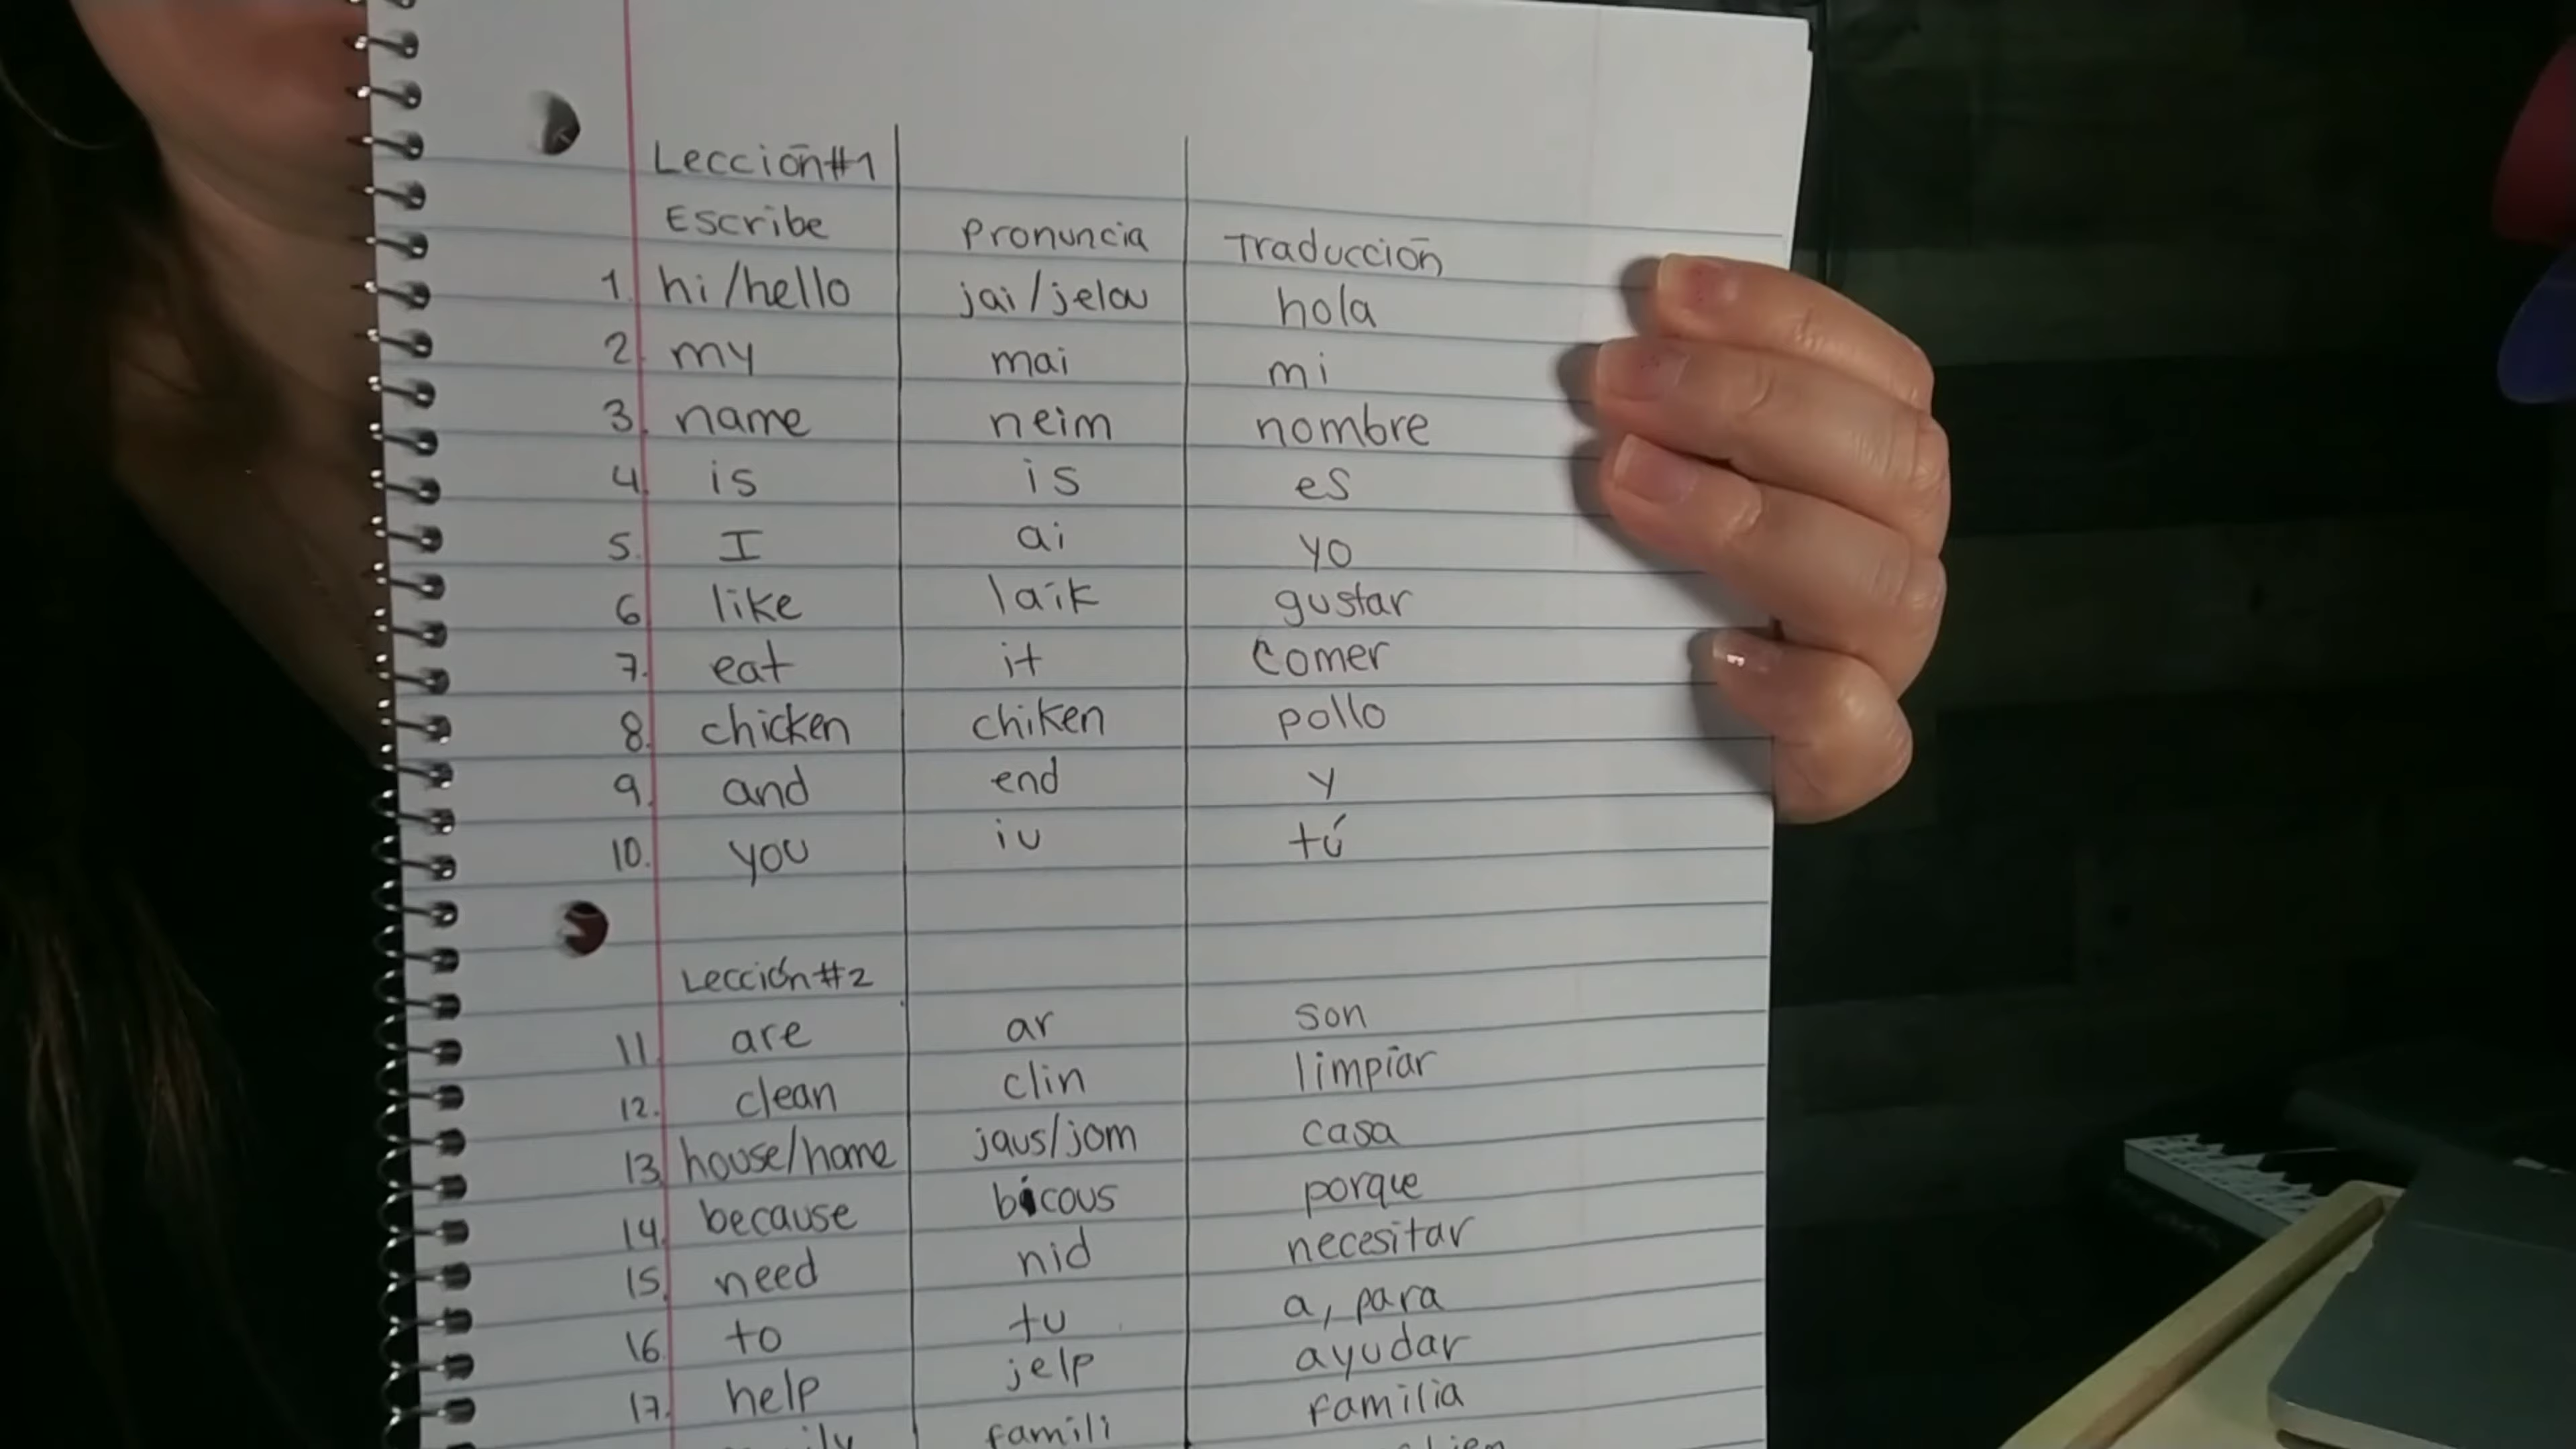 Lección#1
Escribe Pronuncia Traducción
1. hi/hello jai/jelou hola
2. my mai mi
3. name neim nombre
4. is is es
5. I ai yo
6. like laik gustar
7. eat it comer
8. chicken chiken pollo
9. and end y
10. you iu tú
Lección#2
11. are ar son
12. clean clin limpiar
13. house/home jaus/jom casa
14. because bicous porque
15. need nid necesitar
16. to tu a, para
17. help jelp ayudar
famili familia